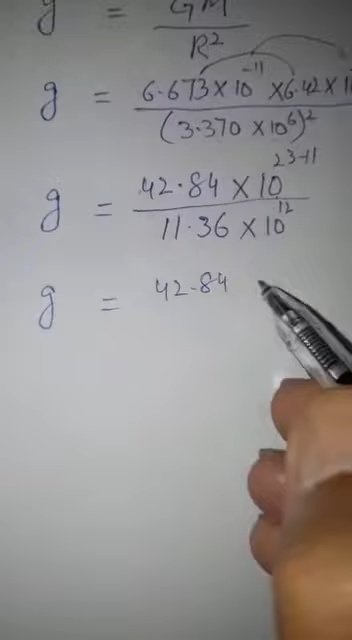 g = GM / R²
g = 6.673 × 10⁻¹¹ × 6.42 × 1 / (3.370 × 10⁶)²
g = 42.84 × 10²³⁻¹¹ / 11.36 × 10¹²
g = 42.84